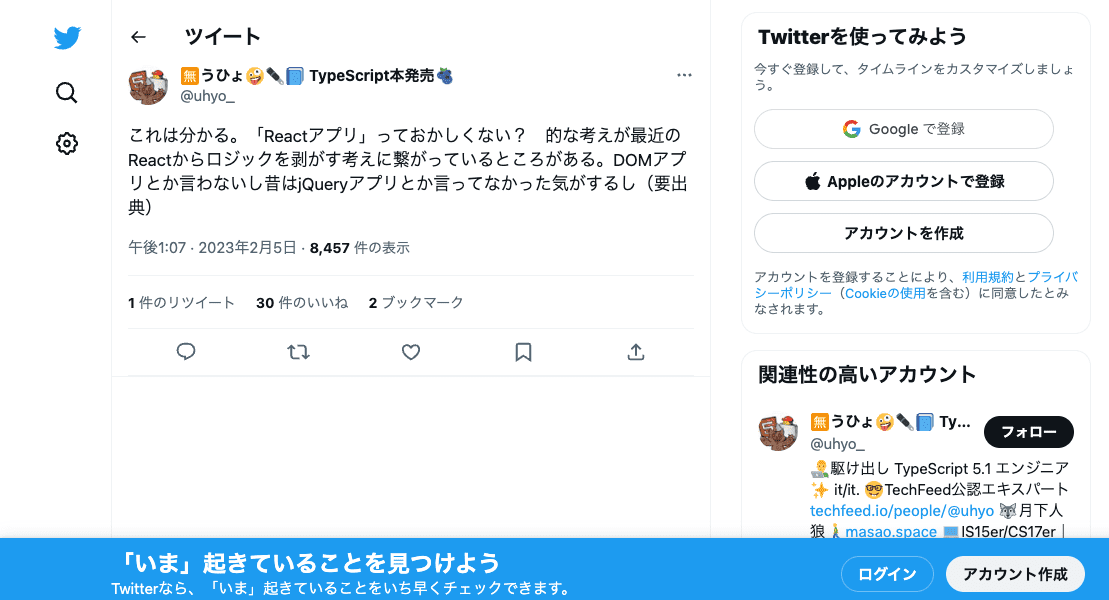 ツイート
🈚うひょ🤪✒📘 TypeScript本発売🫐
@uhyo_
これは分かる。「Reactアプリ」っておかしくない？　的な考えが最近の
Reactからロジックを剥がす考えに繋がっているところがある。DOMアプ
リとか言わないし昔はjQueryアプリとか言ってなかった気がするし（要出
典）
午後1:07 · 2023年2月5日 · 8,457 件の表示
1 件のリツイート 30 件のいいね 2 ブックマーク
Twitterを使ってみよう
今すぐ登録して、タイムラインをカスタマイズしましょ
う。
Google で登録
Appleのアカウントで登録
アカウントを作成
アカウントを登録することにより、利用規約とプライバ
シーポリシー（Cookieの使用を含む）に同意したとみ
なされます。
関連性の高いアカウント
🈚うひょ🤪✒📘 Ty...
フォロー
@uhyo_
👨‍💻駆け出し TypeScript 5.1 エンジニア
✨ it/it. 🤓TechFeed公認エキスパート
techfeed.io/people/@uhyo 🐺月下人
狼🚶masao.space 💻IS15er/CS17er |
「いま」起きていることを見つけよう
Twitterなら、「いま」起きていることをいち早くチェックできます。
ログイン
アカウント作成